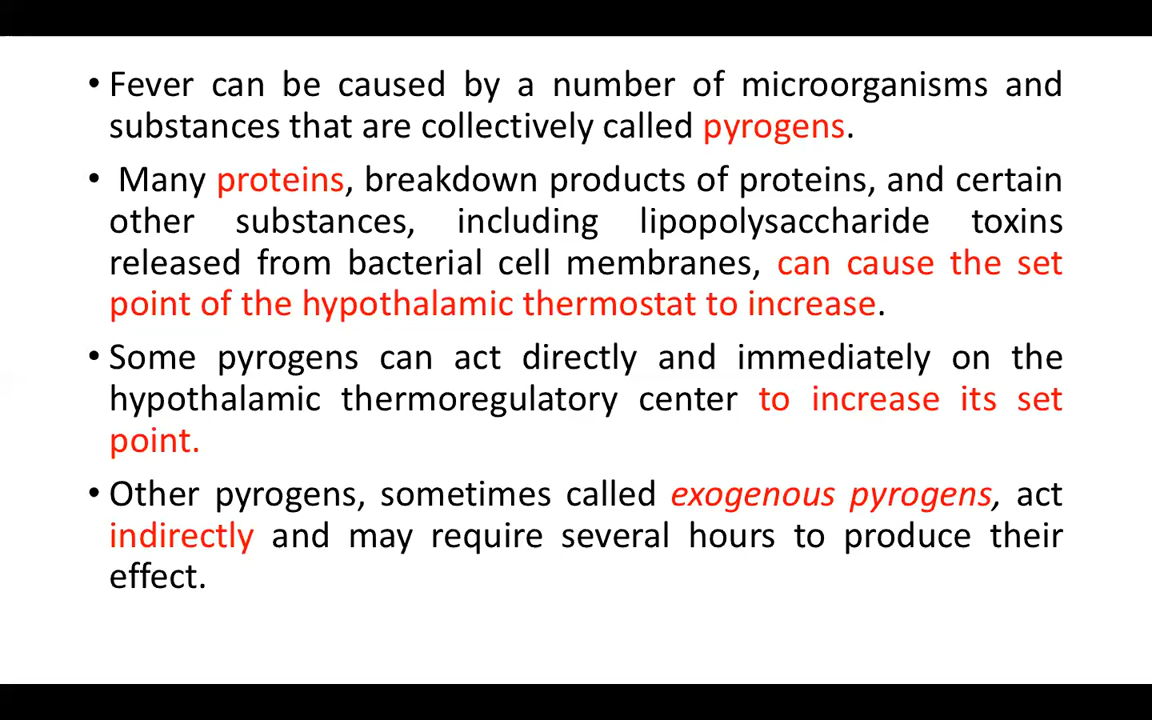 • Fever can be caused by a number of microorganisms and
substances that are collectively called pyrogens.
• Many proteins, breakdown products of proteins, and certain
other substances, including lipopolysaccharide toxins
released from bacterial cell membranes, can cause the set
point of the hypothalamic thermostat to increase.
• Some pyrogens can act directly and immediately on the
hypothalamic thermoregulatory center to increase its set
point.
• Other pyrogens, sometimes called exogenous pyrogens, act
indirectly and may require several hours to produce their
effect.